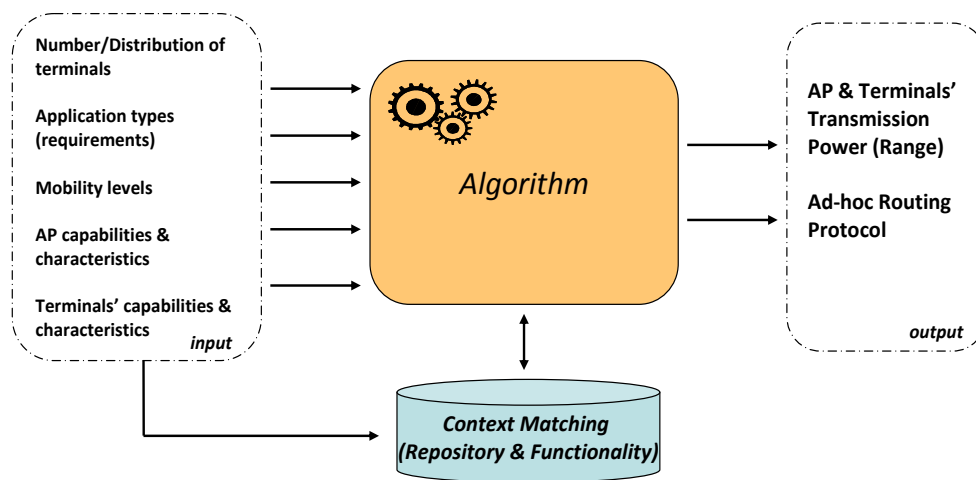 Number/Distribution of
terminals
Application types
(requirements)
Mobility levels
AP capabilities &
characteristics
Terminals’ capabilities &
characteristics
input
Algorithm
AP & Terminals’
Transmission
Power (Range)
Ad-hoc Routing
Protocol
output
Context Matching
(Repository & Functionality)